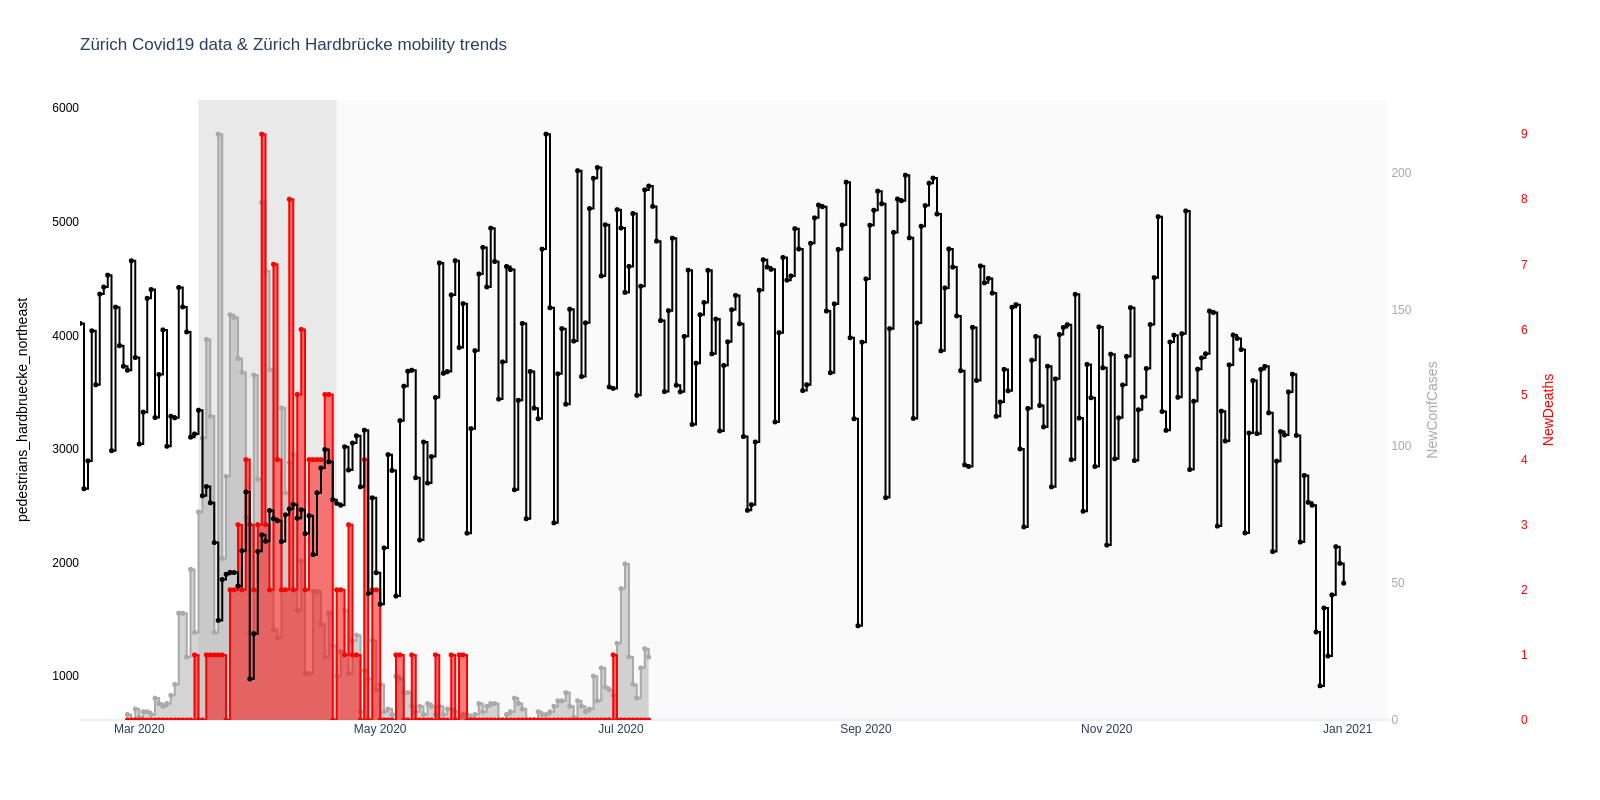 Zürich Covid19 data & Zürich Hardbrücke mobility trends
6000
5000
4000
3000
2000
1000
pedestrians_hardbruecke_northeast
Mar 2020
May 2020
Jul 2020
Sep 2020
Nov 2020
Jan 2021
200
150
100
50
0
NewConfCases
9
8
7
6
5
4
3
2
1
0
NewDeaths